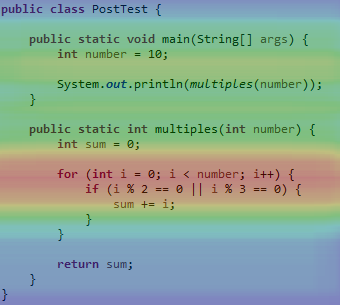 public class PostTest {
    public static void main(String[] args) {
        int number = 10;
        System.out.println(multiples(number));
    }
    public static int multiples(int number) {
        int sum = 0;
        for (int i = 0; i < number; i++) {
            if (i % 2 == 0 || i % 3 == 0) {
                sum += i;
            }
        }
        return sum;
    }
}